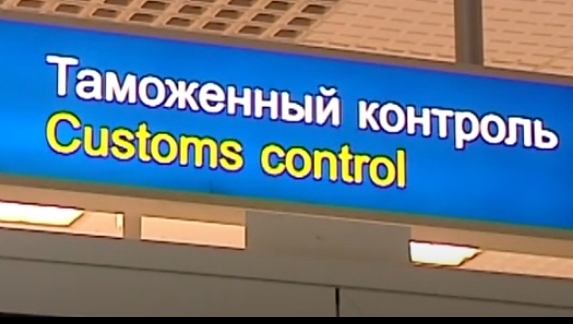 Таможенный контроль
Customs control